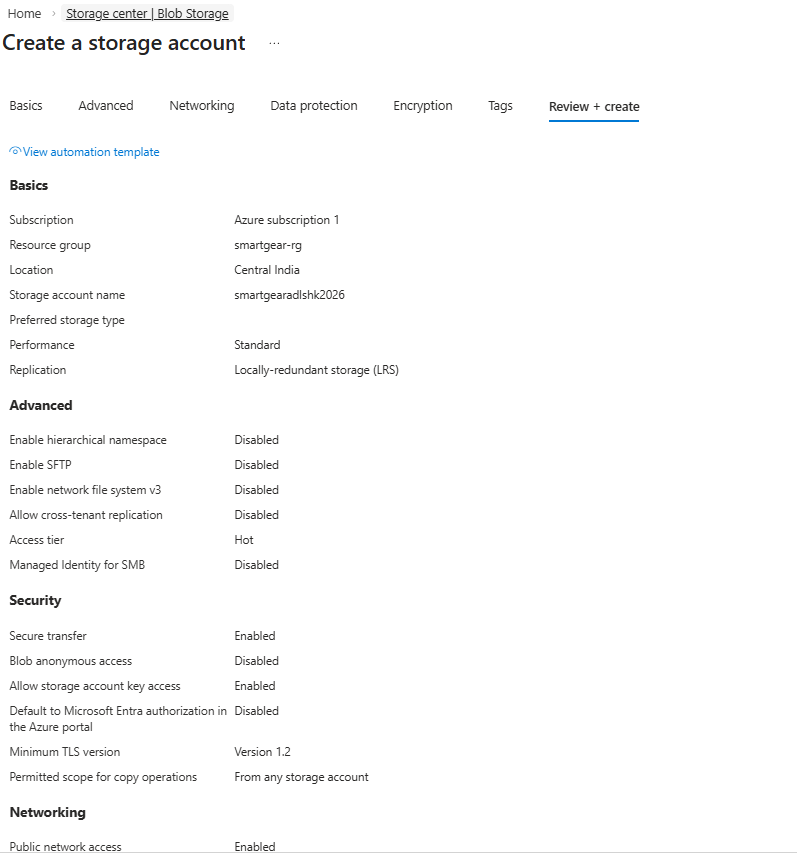 Home › Storage center | Blob Storage
Create a storage account ...
Basics Advanced Networking Data protection Encryption Tags Review + create
View automation template
Basics
Subscription Azure subscription 1
Resource group smartgear-rg
Location Central India
Storage account name smartgearadlshk2026
Preferred storage type
Performance Standard
Replication Locally-redundant storage (LRS)
Advanced
Enable hierarchical namespace Disabled
Enable SFTP Disabled
Enable network file system v3 Disabled
Allow cross-tenant replication Disabled
Access tier Hot
Managed Identity for SMB Disabled
Security
Secure transfer Enabled
Blob anonymous access Disabled
Allow storage account key access Enabled
Default to Microsoft Entra authorization in Disabled
the Azure portal
Minimum TLS version Version 1.2
Permitted scope for copy operations From any storage account
Networking
Public network access Enabled